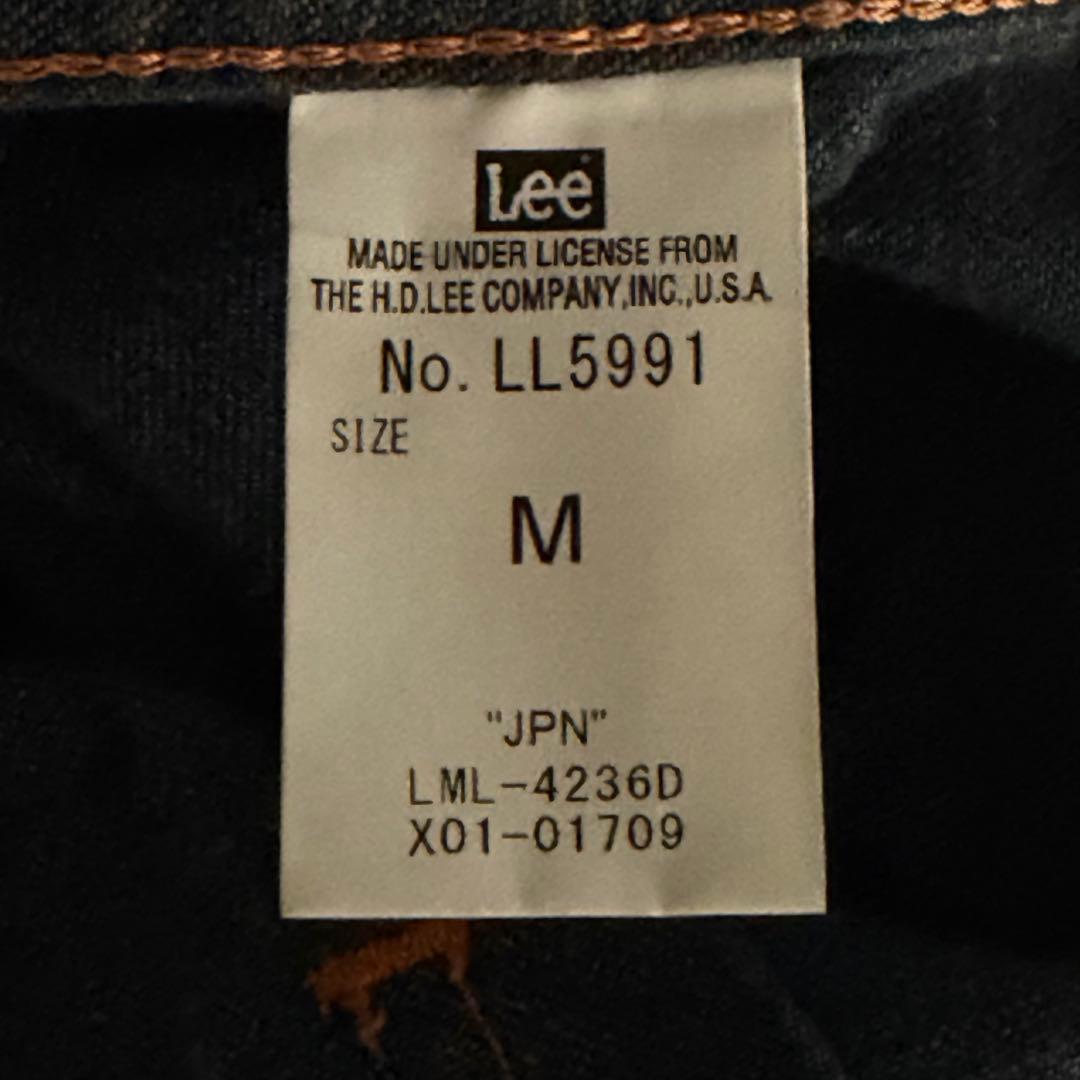 Lee
MADE UNDER LICENSE FROM
THE H.D.LEE COMPANY,INC.,U.S.A.
No. LL5991
SIZE
M
"JPN"
LML-4236D
X01-01709